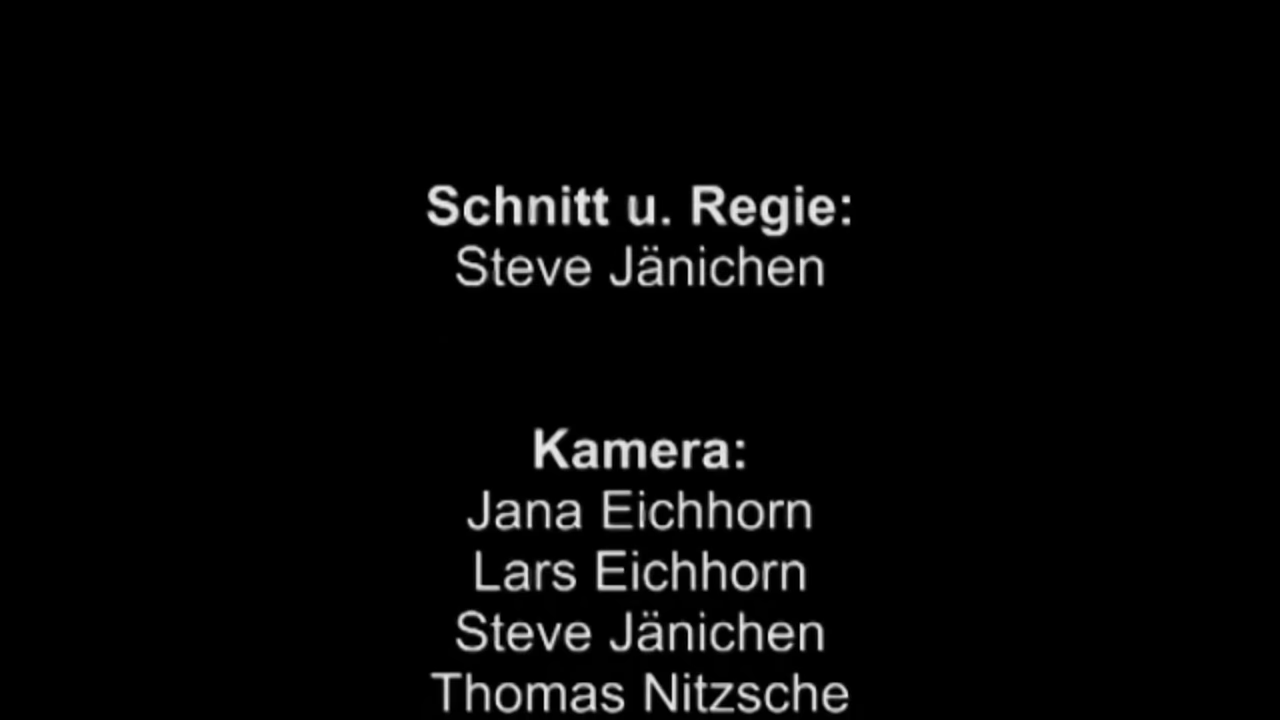 Schnitt u. Regie:
Steve Jänichen
Kamera:
Jana Eichhorn
Lars Eichhorn
Steve Jänichen
Thomas Nitzsche